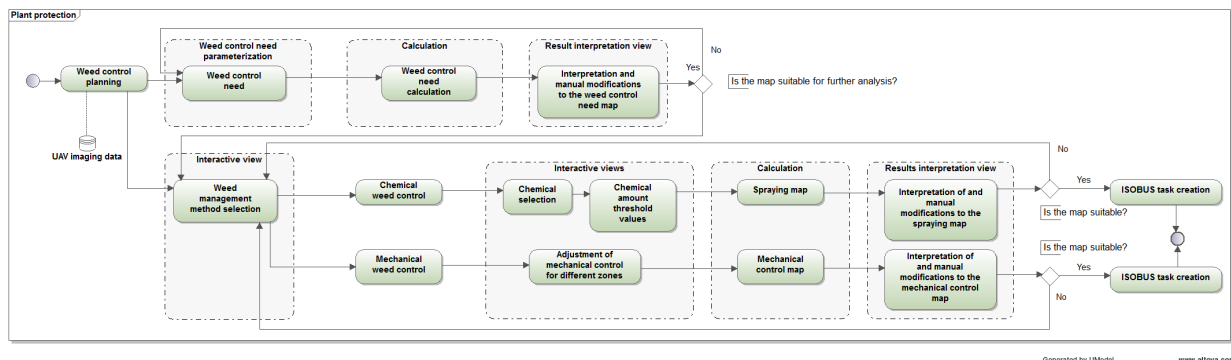 Plant protection
Weed control need
parameterization
Calculation
Result interpretation view
No
Weed control
planning
Weed control
need
Weed control
need
calculation
Interpretation and
manual modifications
to the weed control
need map
Yes
Is the map suitable for further analysis?
UAV imaging data
Interactive view
Interactive views
Calculation
Results interpretation view
No
Weed
management
method selection
Chemical
weed control
Chemical
selection
Chemical
amount
threshold
values
Spraying map
Interpretation of and
manual
modifications to the
spraying map
Yes
ISOBUS task creation
Is the map suitable?
Mechanical
weed control
Adjustment of
mechanical control
for different zones
Mechanical
control map
Interpretation of
and manual
modifications to the
mechanical control
map
Is the map suitable?
Yes
ISOBUS task creation
No
Generated by UModel
www.altova.com